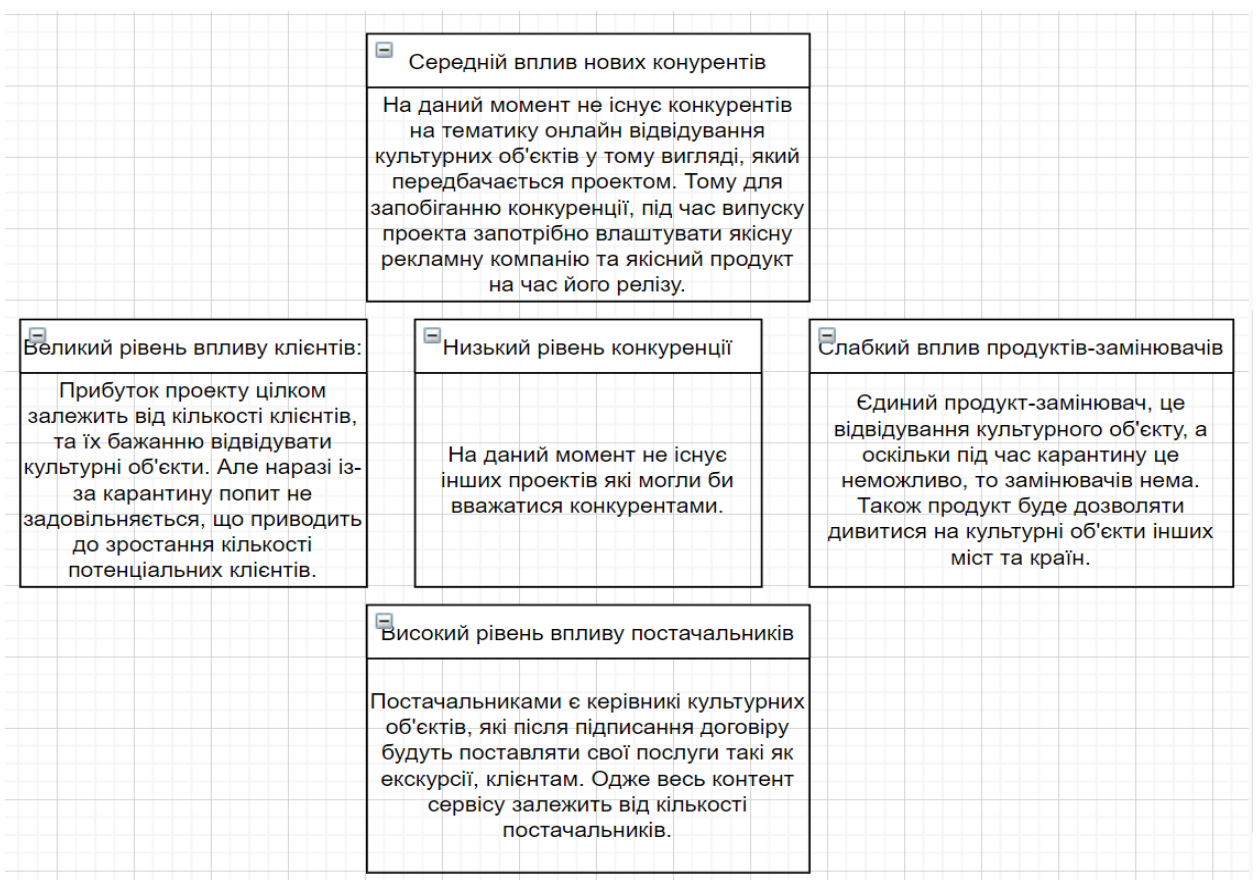 Середній вплив нових конурентів
На даний момент не існує конкурентів
на тематику онлайн відвідування
культурних об'єктів у тому вигляді, який
передбачається проектом. Тому для
запобіганню конкуренції, під час випуску
проекта запотрібно влаштувати якісну
рекламну компанію та якісний продукт
на час його релізу.
Великий рівень впливу клієнтів:
Прибуток проекту цілком
залежить від кількості клієнтів,
та їх бажанню відвідувати
культурні об'єкти. Але наразі із-
за карантину попит не
задовільняється, що приводить
до зростання кількості
потенціальних клієнтів.
Низький рівень конкуренції
На даний момент не існує
інших проектів які могли би
вважатися конкурентами.
Слабкий вплив продуктів-замінювачів
Єдиний продукт-замінювач, це
відвідування культурного об'єкту, а
оскільки під час карантину це
неможливо, то замінювачів нема.
Також продукт буде дозволяти
дивитися на культурні об'єкти інших
міст та країн.
Високий рівень впливу постачальників
Постачальниками є керівникі культурних
об'єктів, які після підписання договіру
будуть поставляти свої послуги такі як
екскурсії, клієнтам. Одже весь контент
сервісу залежить від кількості
постачальників.